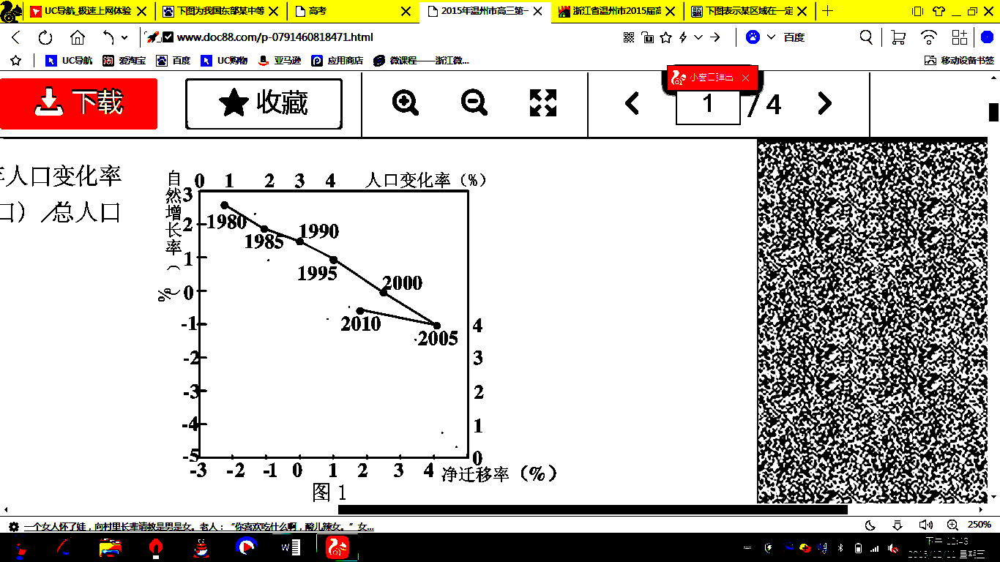 UC导航_极速上网体验
下图为我国东部某中等
高考
2015年温州市高三第一
浙江省温州市2015届高
下图表示某区域在一定
www.doc88.com/p-0791460818471.html
百度
UC导航
爱淘宝
百度
UC购物
亚马逊
应用商店
微课程——浙江微...
移动设备书签
下载
收藏
1 / 4
人口变化率
口）／总人口
自然增长率（%）
0 1 2 3 4 人口变化率（%）
3
2
1
0
-1
-2
-3
-4
-5
1980
1985
1990
1995
2000
2010
2005
4
3
2
1
0
-3 -2 -1 0 1 2 3 4 净迁移率（%）
图 1
一个女人怀了娃，向村里长辈请教是男是女。老人：“你喜欢吃什么啊，酸儿辣女。”女...
250%